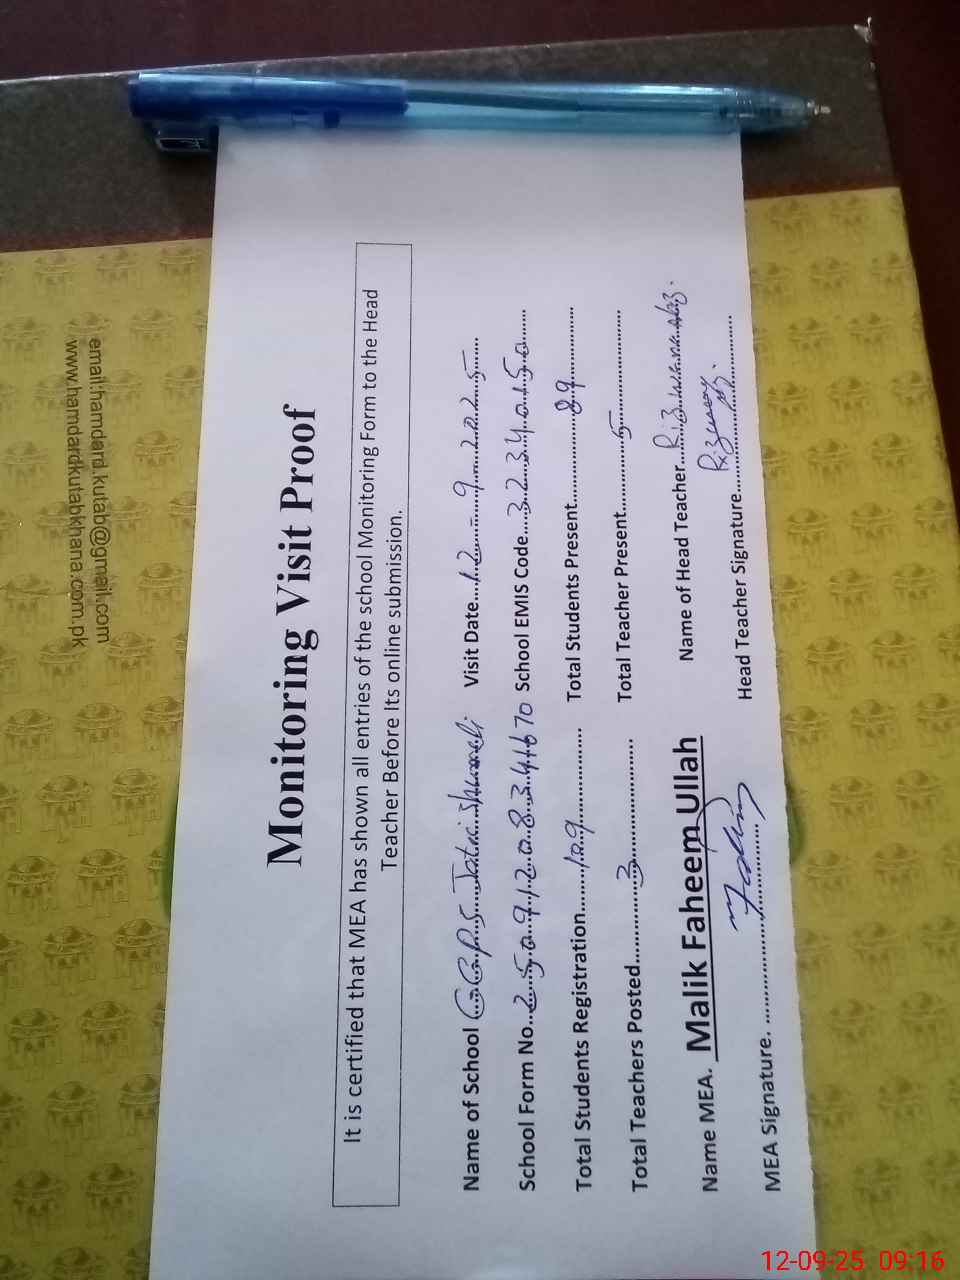 Monitoring Visit Proof
It is certified that MEA has shown all entries of the school Monitoring Form to the Head
Teacher Before Its online submission.
Name of School G.P.S Visit Date 12-9-2025
School Form No. 2509120834670 School EMIS Code 3234015
Total Students Registration 109 Total Students Present 89
Total Teachers Posted 3 Total Teacher Present 5
Name MEA. Malik Faheem Ullah Name of Head Teacher
MEA Signature. Head Teacher Signature
email:hamdard.kutab@gmail.com
www.hamdardkutabkhana.com.pk
12-09-25 09:16